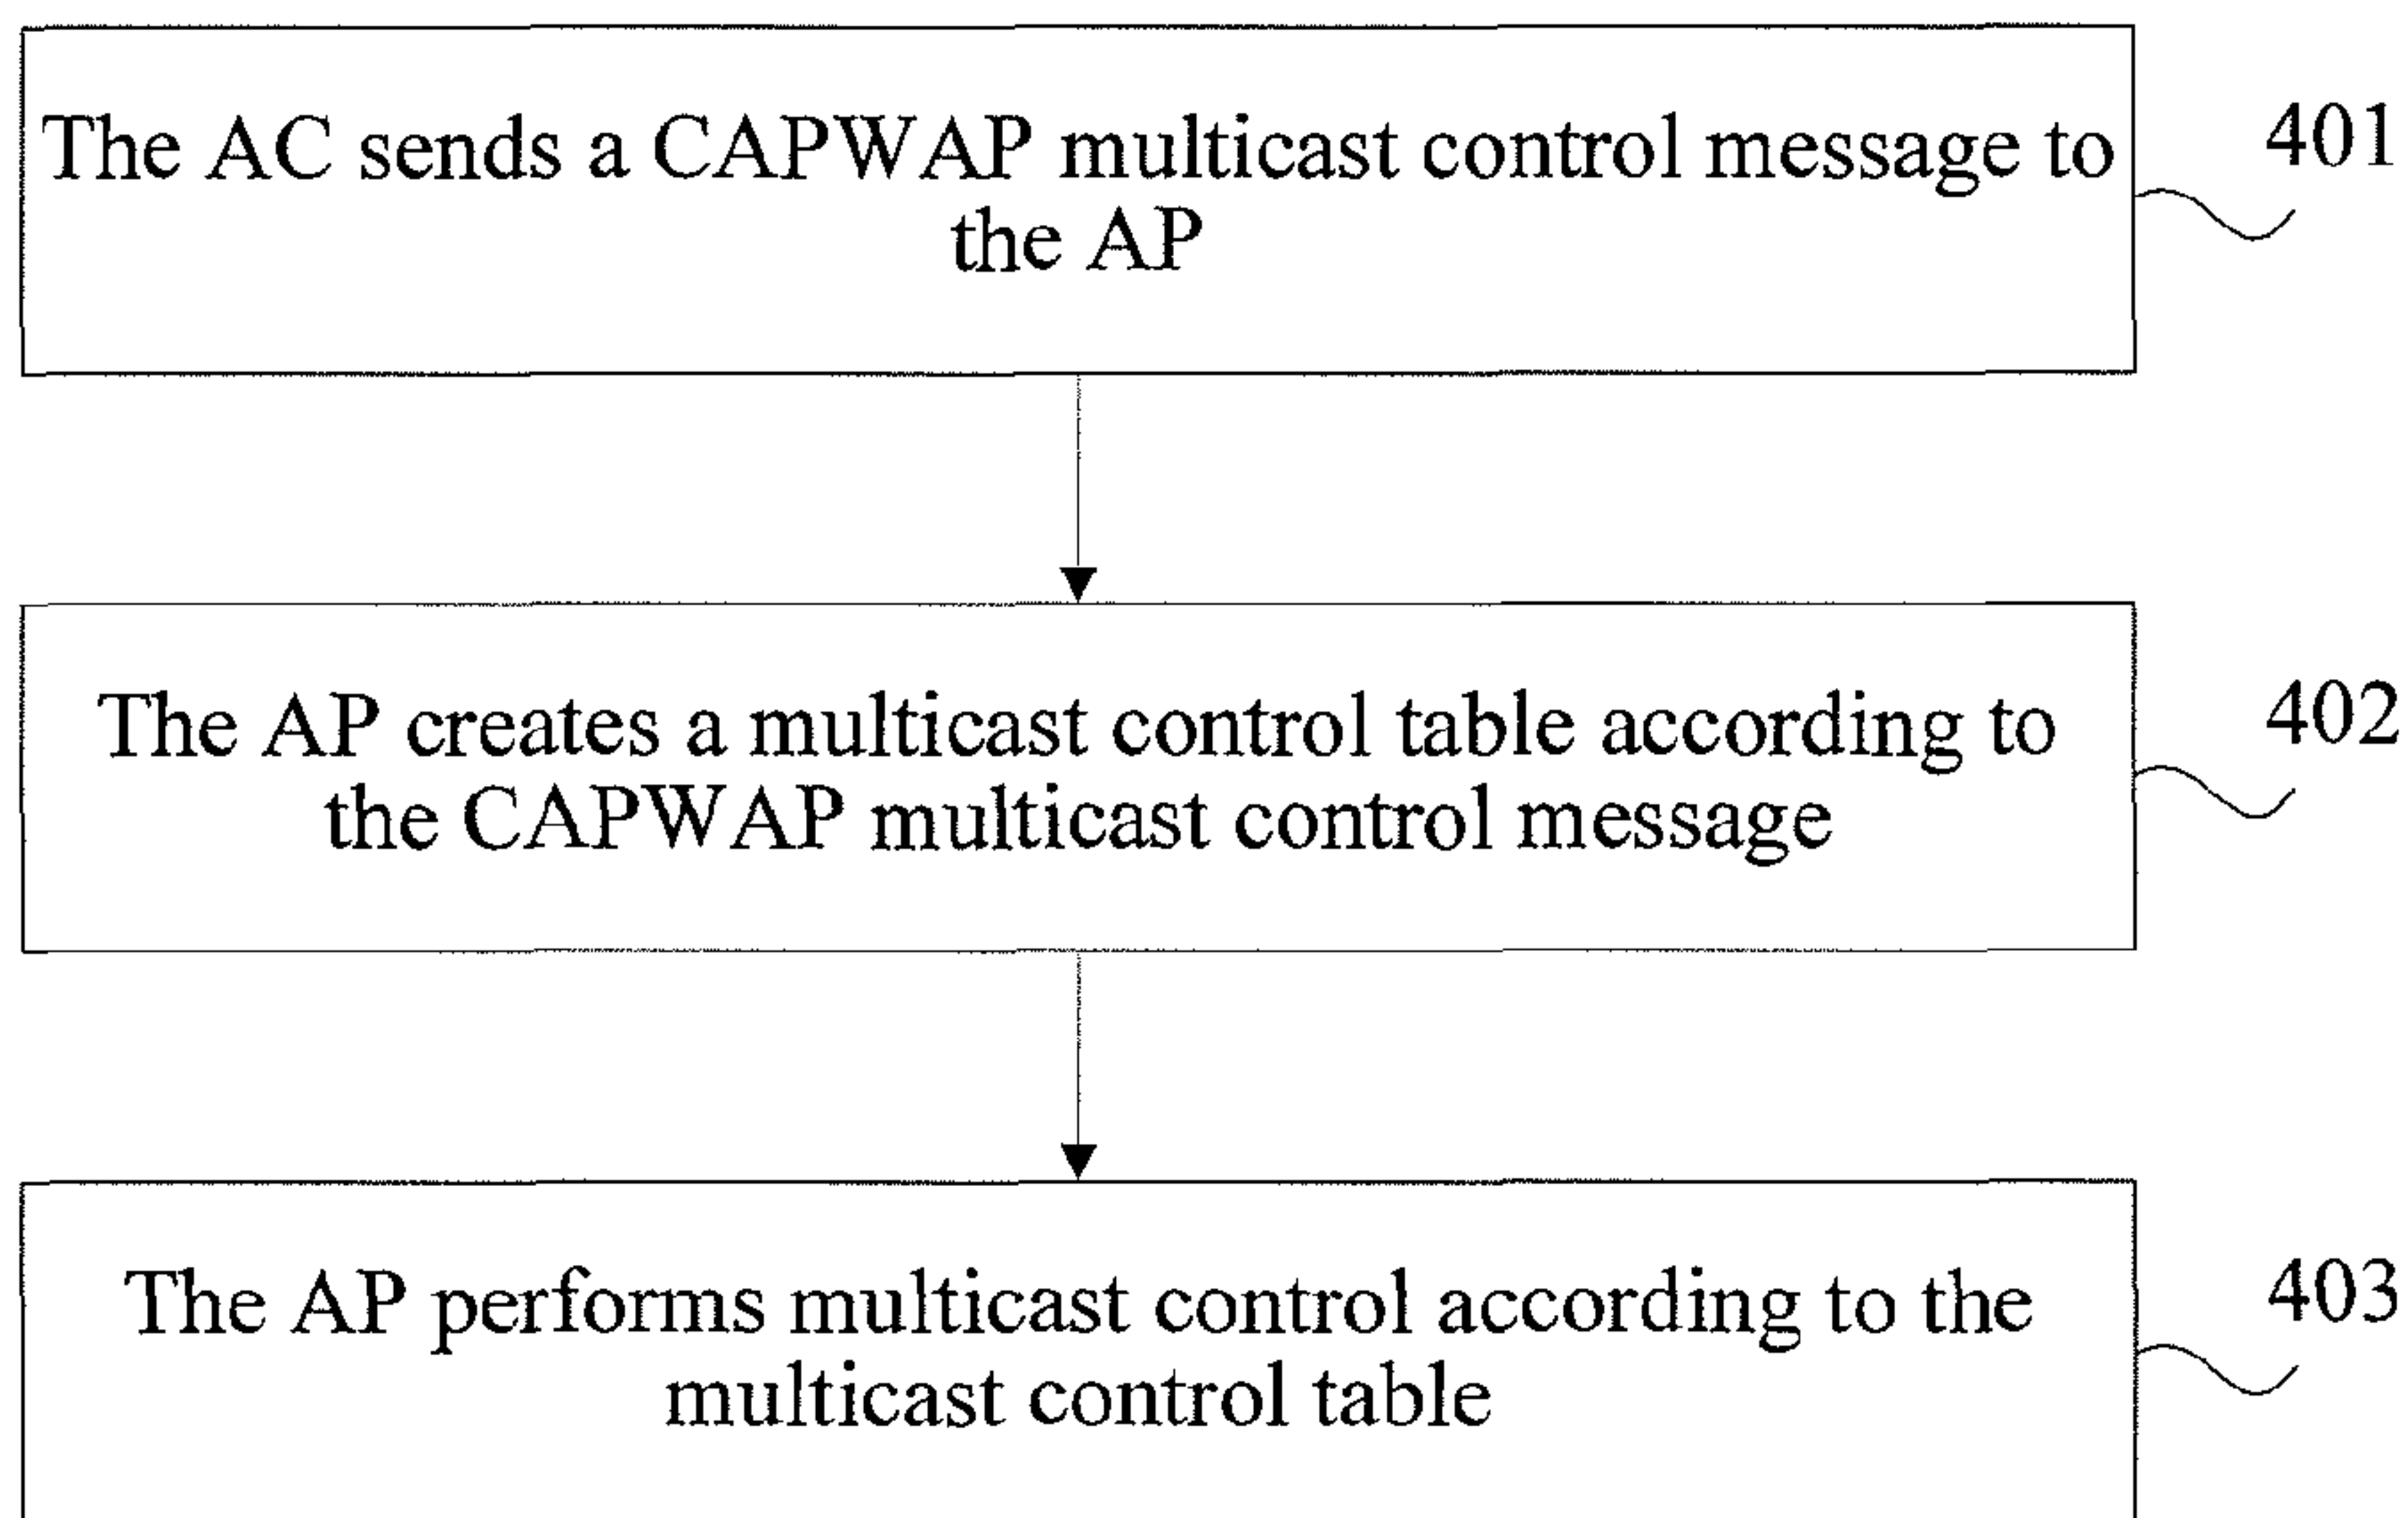 The AC sends a CAPWAP multicast control message to
the AP
401
The AP creates a multicast control table according to
the CAPWAP multicast control message
402
The AP performs multicast control according to the
multicast control table
403